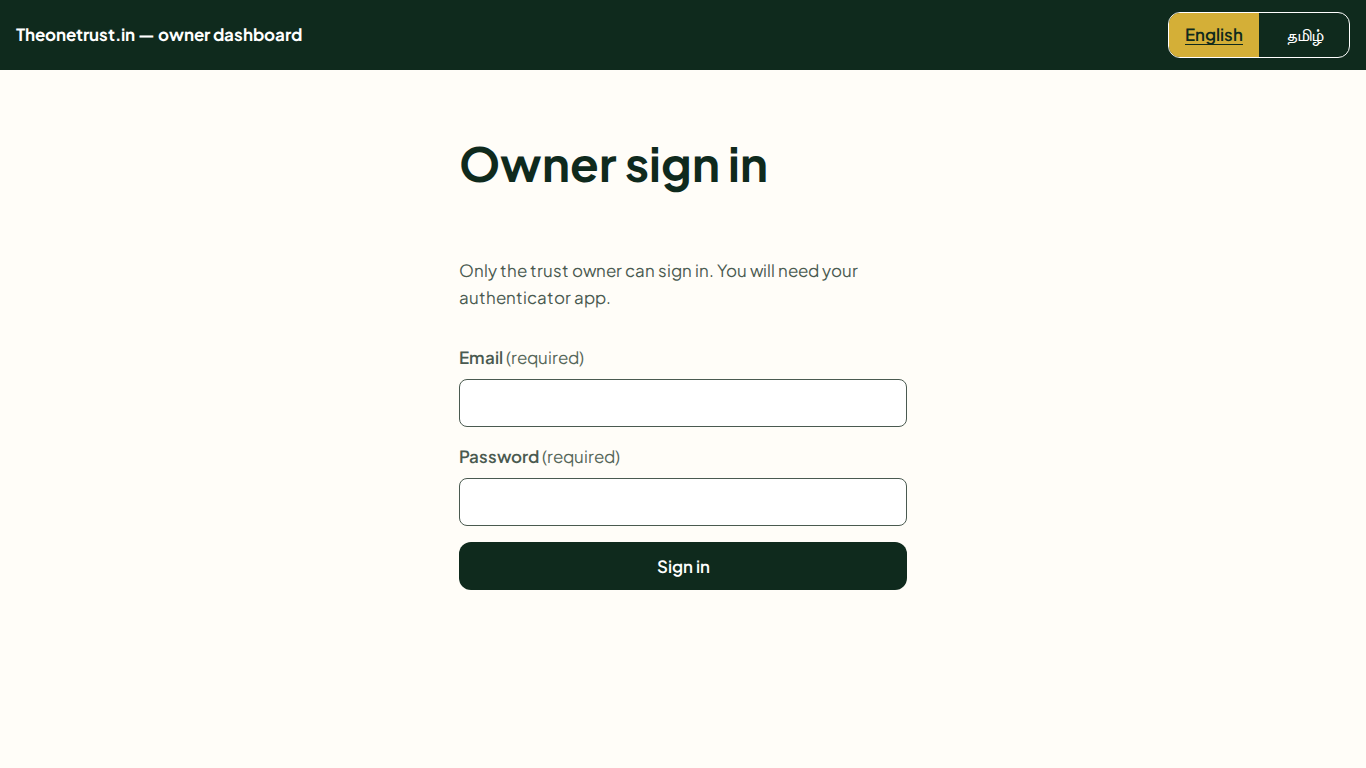 Theonetrust.in — owner dashboard
English
தமிழ்
Owner sign in
Only the trust owner can sign in. You will need your
authenticator app.
Email (required)
Password (required)
Sign in